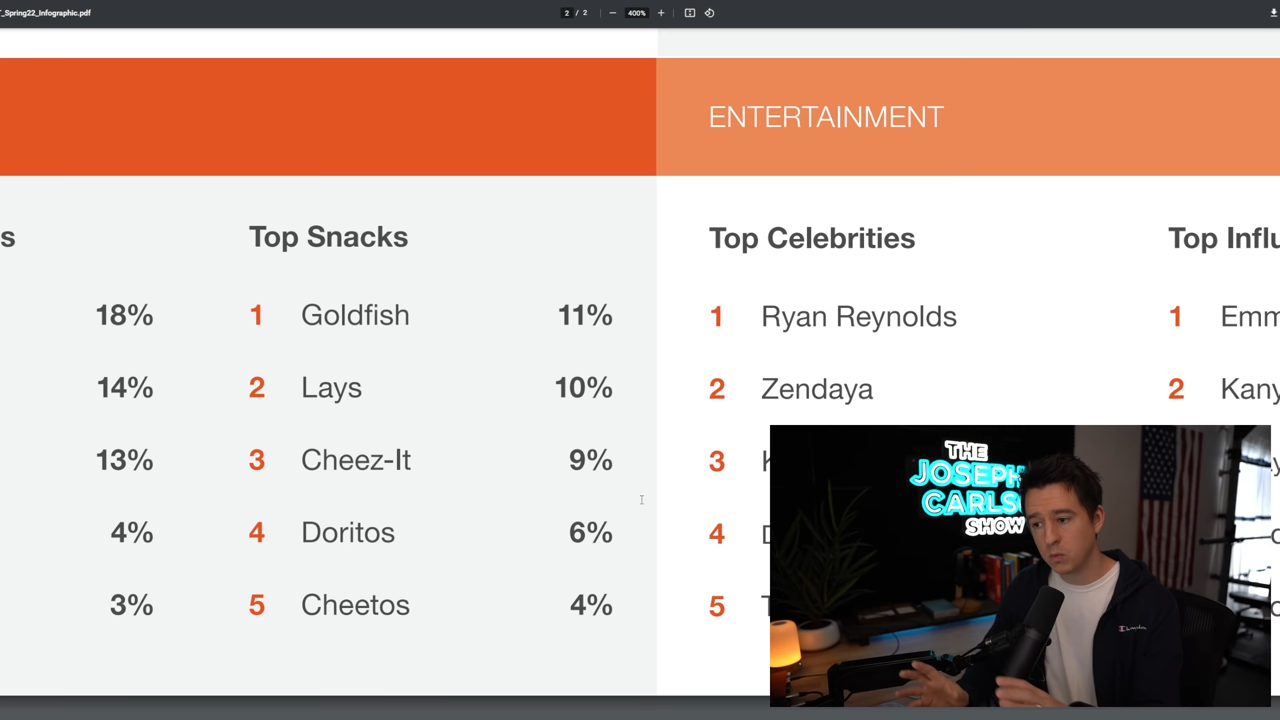 _Spring22_Infographic.pdf
2 / 2
400%
ENTERTAINMENT
s
18%
14%
13%
4%
3%
Top Snacks
1 Goldfish 11%
2 Lays 10%
3 Cheez-It 9%
4 Doritos 6%
5 Cheetos 4%
Top Celebrities
1 Ryan Reynolds
2 Zendaya
3 K
4 D
5 T
Top Influ
1 Emm
2 Kany
THE
JOSEPH
CARLS
SHOW
Champion